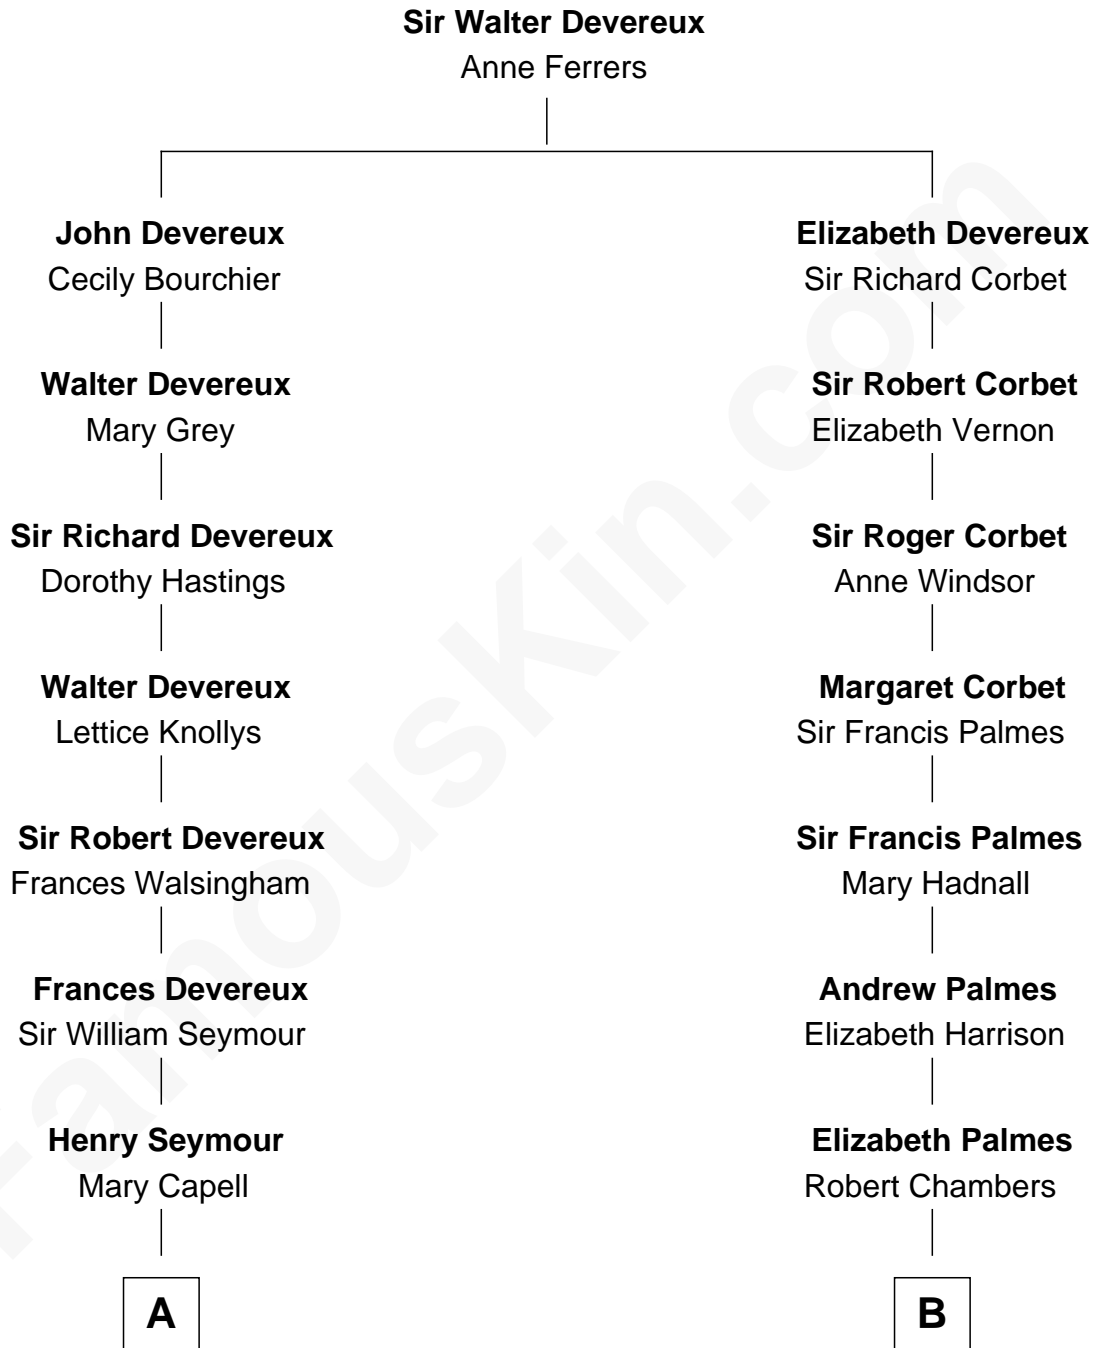 Sir Walter Devereux
Anne Ferrers
John Devereux
Cecily Bourchier
Walter Devereux
Mary Grey
Sir Richard Devereux
Dorothy Hastings
Walter Devereux
Lettice Knollys
Sir Robert Devereux
Frances Walsingham
Frances Devereux
Sir William Seymour
Henry Seymour
Mary Capell
A
Elizabeth Devereux
Sir Richard Corbet
Sir Robert Corbet
Elizabeth Vernon
Sir Roger Corbet
Anne Windsor
Margaret Corbet
Sir Francis Palmes
Sir Francis Palmes
Mary Hadnall
Andrew Palmes
Elizabeth Harrison
Elizabeth Palmes
Robert Chambers
B
FamousKin.com